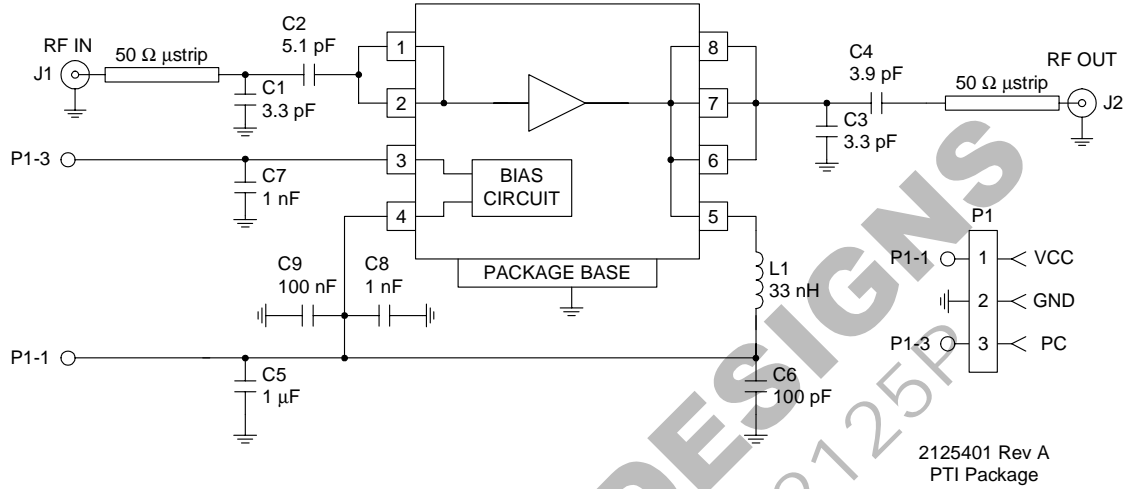 RF IN
J1
50 Ω µstrip
C1
3.3 pF
C2
5.1 pF
1
2
3
4
8
7
6
5
BIAS
CIRCUIT
PACKAGE BASE
C4
3.9 pF
C3
3.3 pF
50 Ω µstrip
RF OUT
J2
P1-3
C7
1 nF
C9
100 nF
C8
1 nF
L1
33 nH
P1-1
C5
1 µF
C6
100 pF
P1
P1-1
1
VCC
2
GND
P1-3
3
PC
2125401 Rev A
PTI Package
DESIGNS
2125P